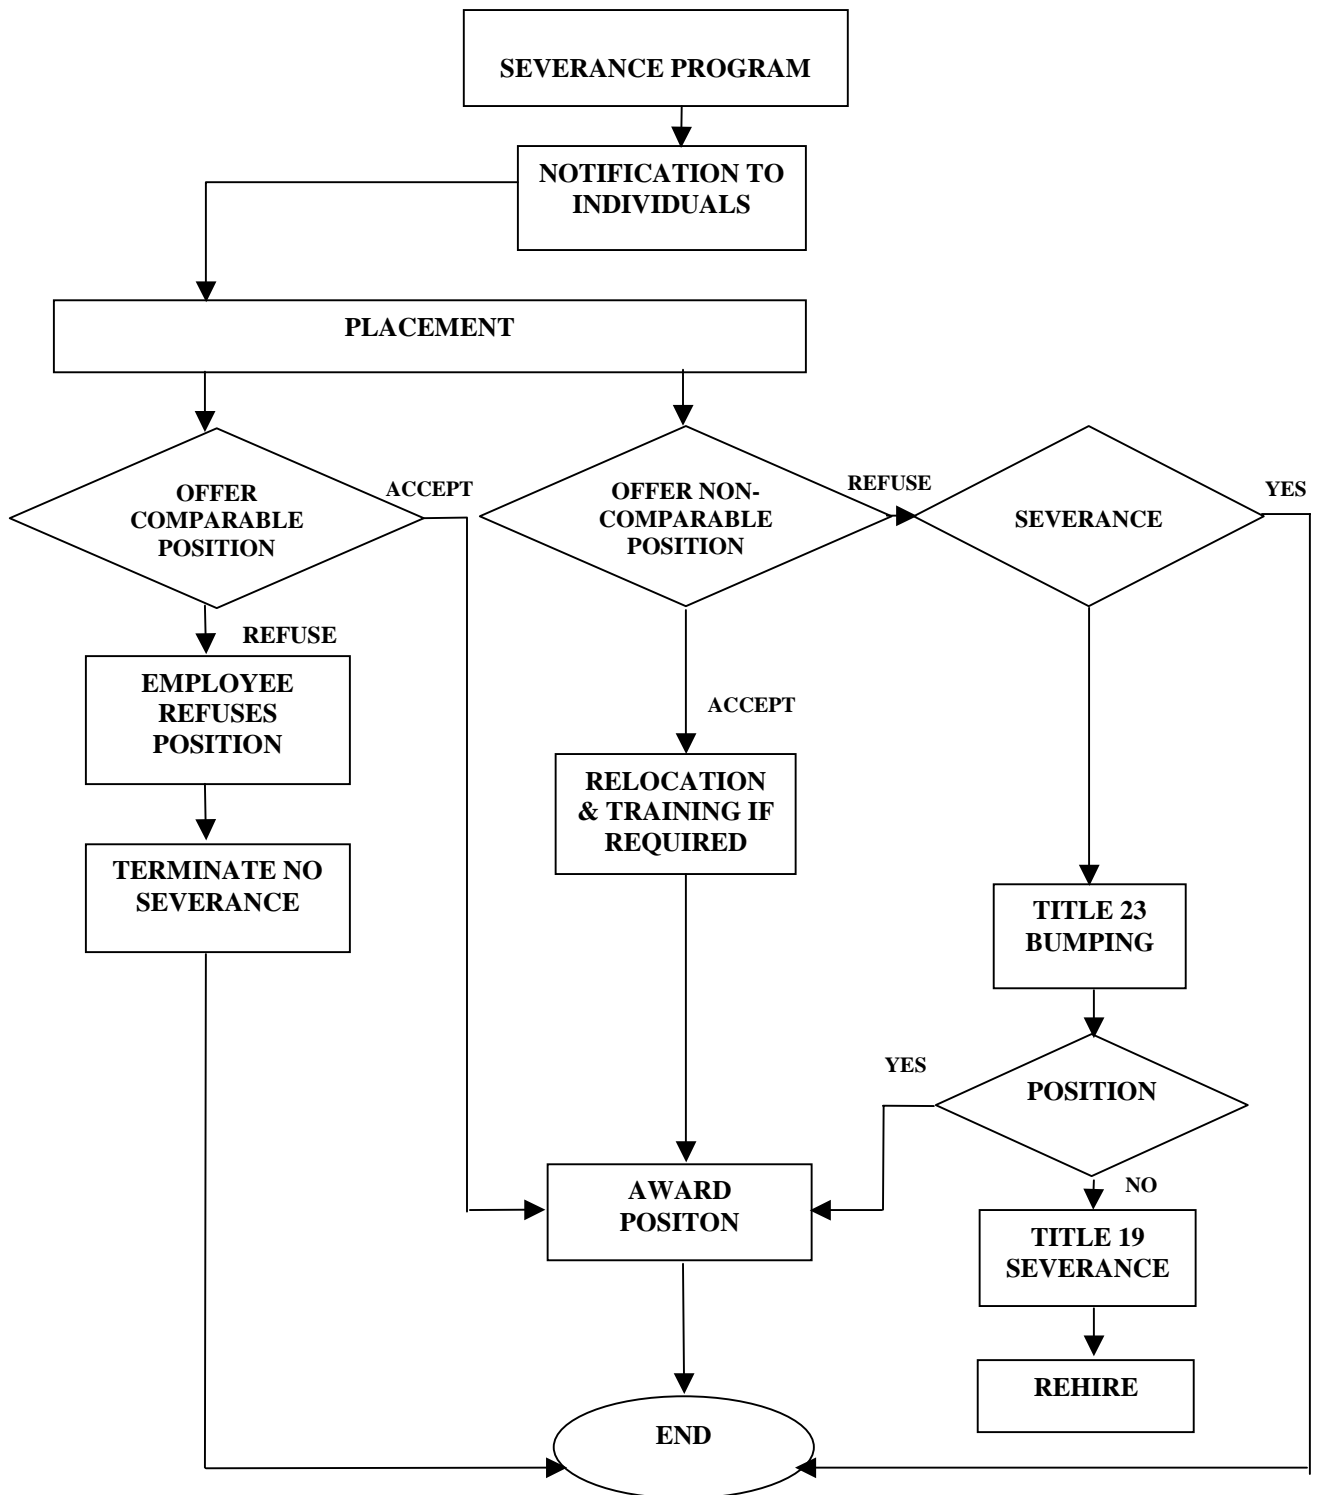 SEVERANCE PROGRAM
NOTIFICATION TO
INDIVIDUALS
PLACEMENT
OFFER
COMPARABLE
POSITION
ACCEPT
OFFER NON-
COMPARABLE
POSITION
REFUSE
SEVERANCE
YES
REFUSE
EMPLOYEE
REFUSES
POSITION
ACCEPT
RELOCATION
& TRAINING IF
REQUIRED
TERMINATE NO
SEVERANCE
TITLE 23
BUMPING
YES
POSITION
NO
AWARD
POSITON
TITLE 19
SEVERANCE
REHIRE
END